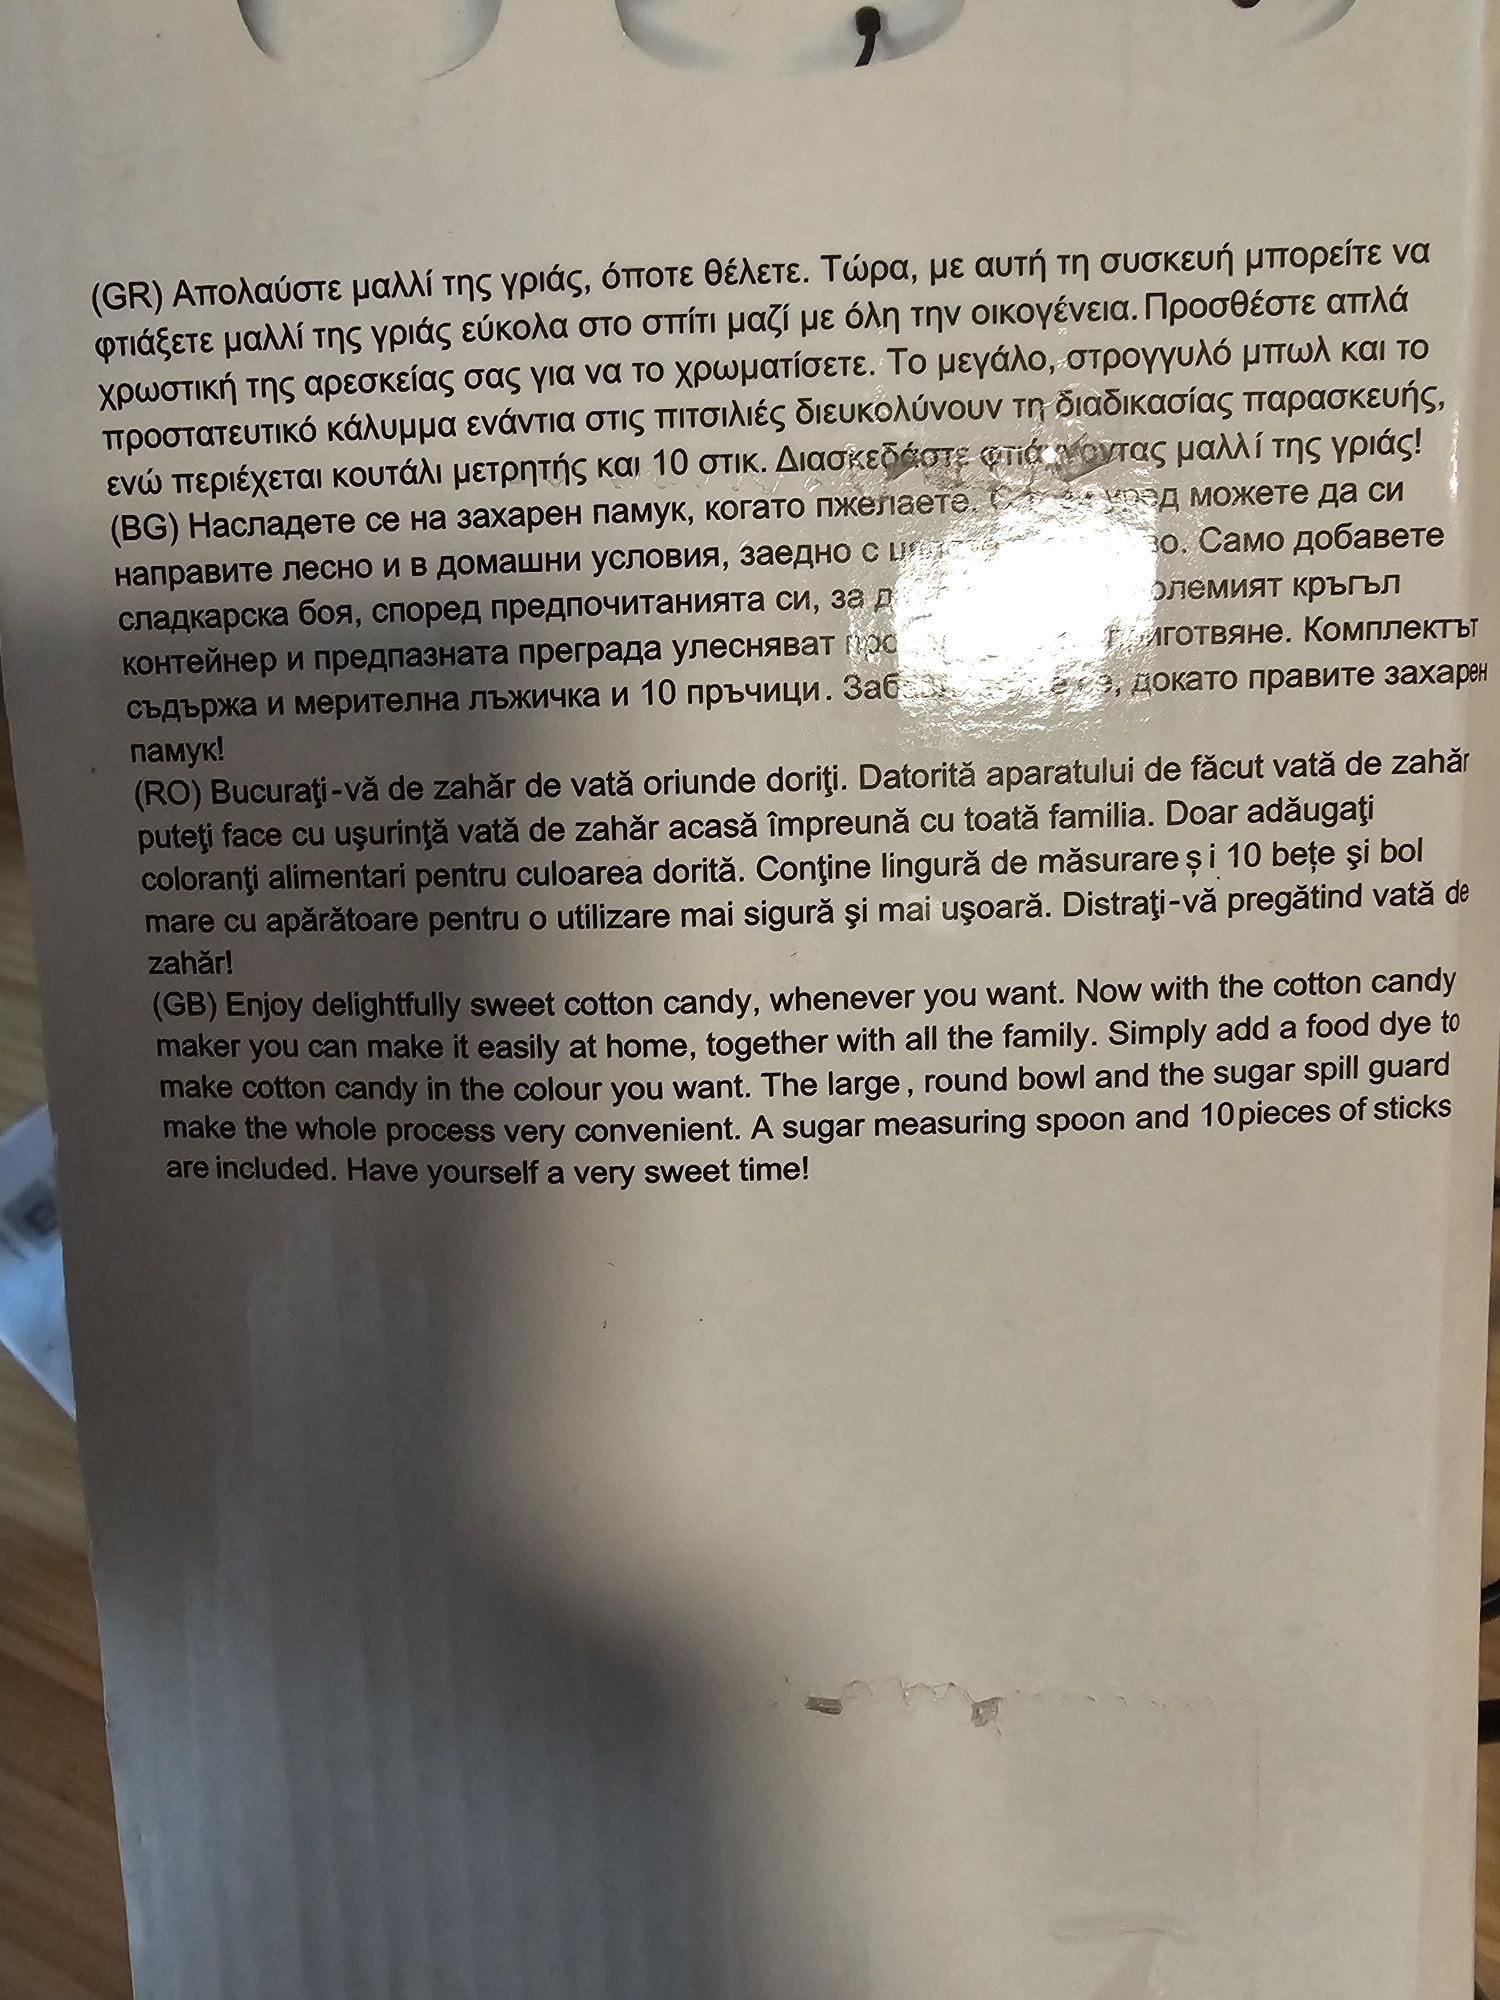 (GR) Απολαύστε μαλλί της γριάς, όποτε θέλετε. Τώρα, με αυτή τη συσκευή μπορείτε να
φτιάξετε μαλλί της γριάς εύκολα στο σπίτι μαζί με όλη την οικογένεια. Προσθέστε απλά
χρωστική της αρεσκείας σας για να το χρωματίσετε. Το μεγάλο, στρογγυλό μπωλ και το
προστατευτικό κάλυμμα ενάντια στις πιτσιλιές διευκολύνουν τη διαδικασίας παρασκευής,
ενώ περιέχεται κουτάλι μετρητής και 10 στικ. Διασκεδάστε φτιάχνοντας μαλλί της γριάς!
(BG) Насладете се на захарен памук, когато пжелаете. можете да си
направите лесно и в домашни условия, заедно с Само добавете
сладкарска боя, според предпочитанията си, за кръгъл
контейнер и предпазната преграда улесняват Комплектът
съдържа и мерителна лъжичка и 10 пръчици. докато правите захарен
памук!
(RO) Bucuraţi-vă de zahăr de vată oriunde doriţi. Datorită aparatului de făcut vată de zahăr
puteţi face cu uşurinţă vată de zahăr acasă împreună cu toată familia. Doar adăugaţi
coloranţi alimentari pentru culoarea dorită. Conţine lingură de măsurare ș i 10 bețe şi bol
mare cu apărătoare pentru o utilizare mai sigură şi mai uşoară. Distraţi-vă pregătind vată de
zahăr!
(GB) Enjoy delightfully sweet cotton candy, whenever you want. Now with the cotton candy
maker you can make it easily at home, together with all the family. Simply add a food dye to
make cotton candy in the colour you want. The large, round bowl and the sugar spill guard
make the whole process very convenient. A sugar measuring spoon and 10 pieces of sticks
are included. Have yourself a very sweet time!